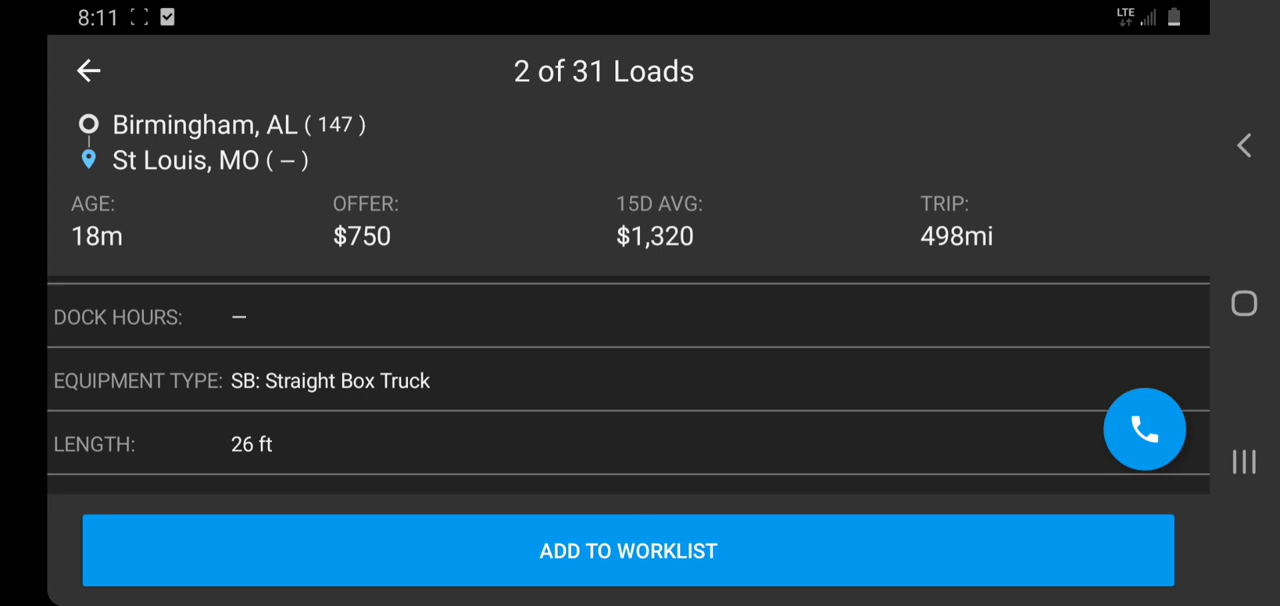 8:11
LTE
2 of 31 Loads
Birmingham, AL ( 147 )
St Louis, MO ( – )
AGE: OFFER: 15D AVG: TRIP:
18m $750 $1,320 498mi
DOCK HOURS: –
EQUIPMENT TYPE: SB: Straight Box Truck
LENGTH: 26 ft
ADD TO WORKLIST